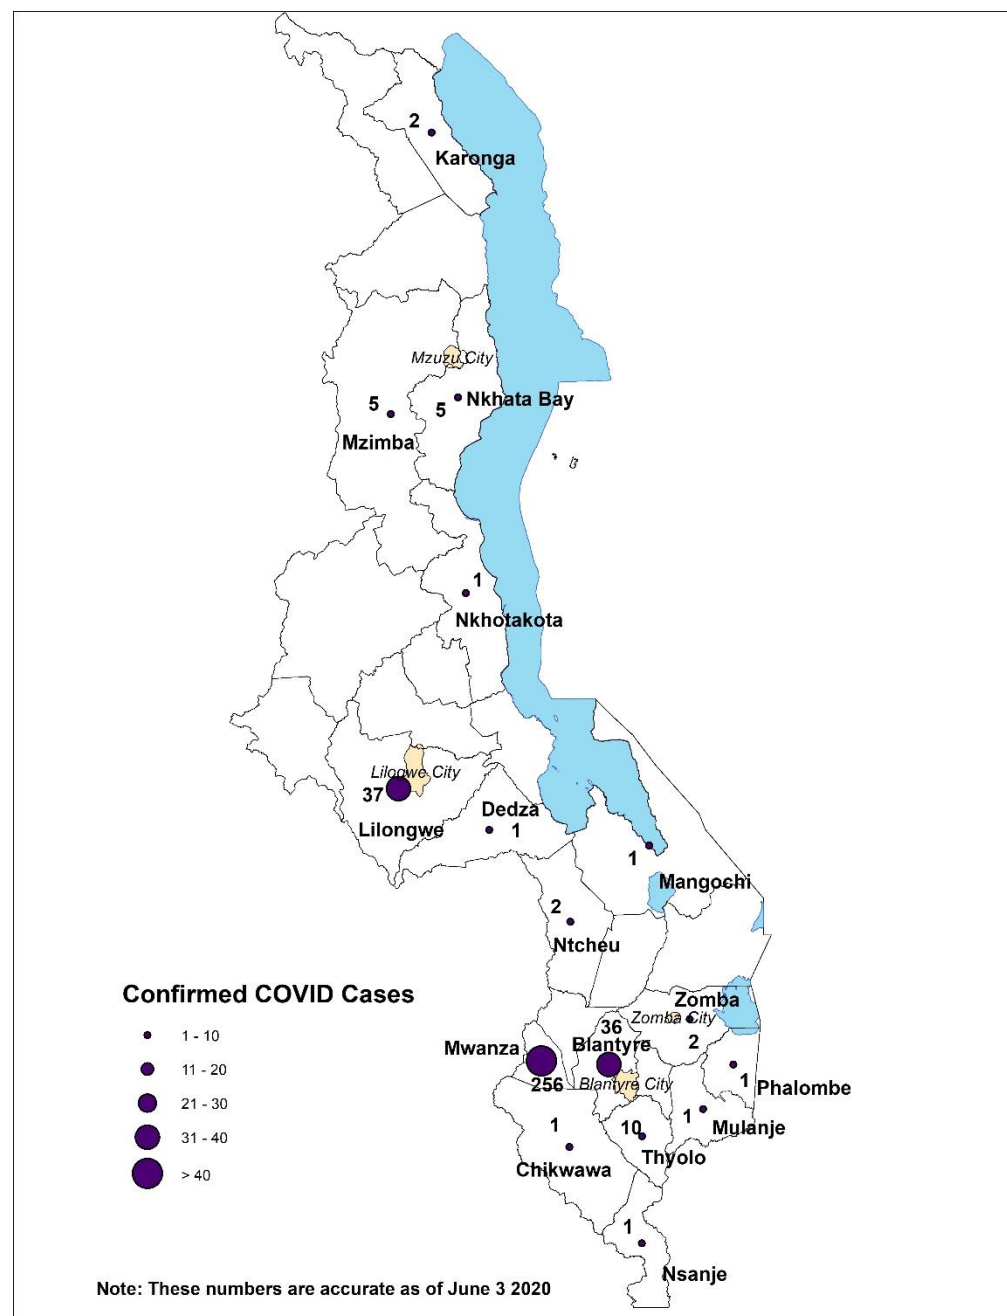 2
Karonga
Mzuzu City
5
Nkhata Bay
5
Mzimba
1
Nkhotakota
Lilogwe City
37
Lilongwe
Dedza
1
1
Mangochi
2
Ntcheu
Confirmed COVID Cases
1 - 10
11 - 20
21 - 30
31 - 40
> 40
Zomba
Zomba City
2
36
Blantyre
Blantyre City
Mwanza
256
1
Phalombe
1
Mulanje
10
Thyolo
1
Chikwawa
1
Nsanje
Note: These numbers are accurate as of June 3 2020